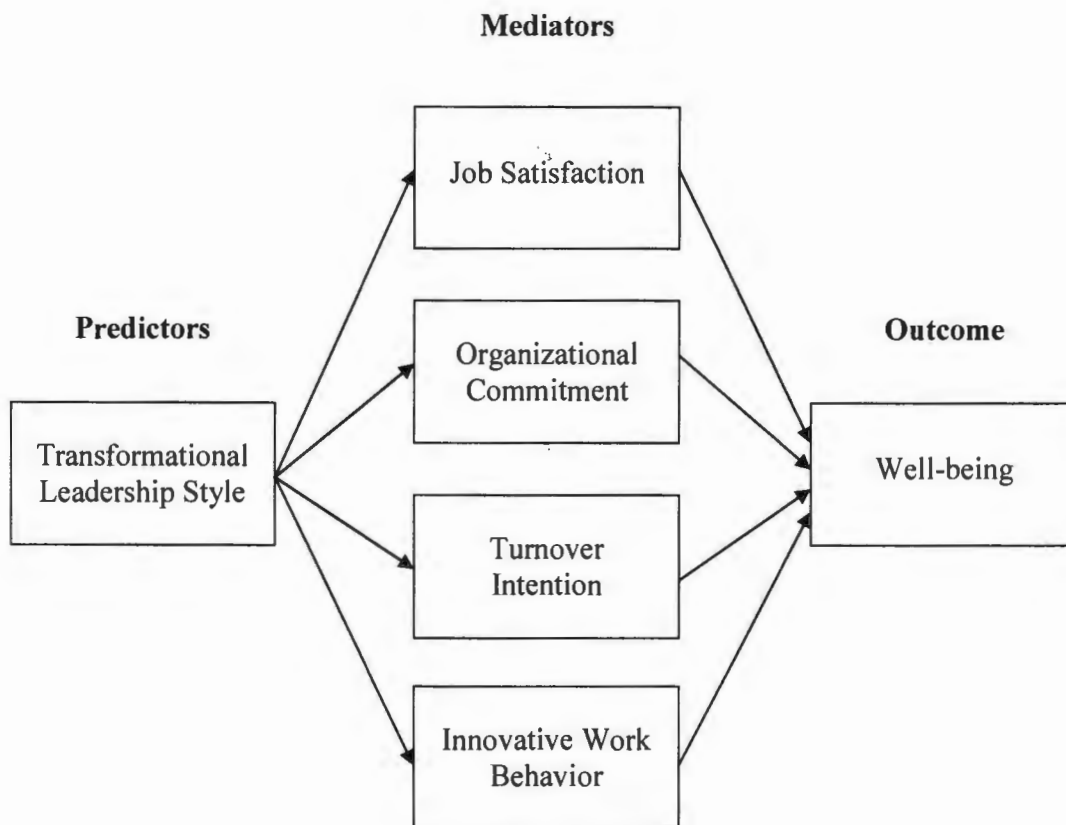 Mediators
Job Satisfaction
Predictors
Organizational
Commitment
Outcome
Transformational
Leadership Style
Well-being
Turnover
Intention
Innovative Work
Behavior